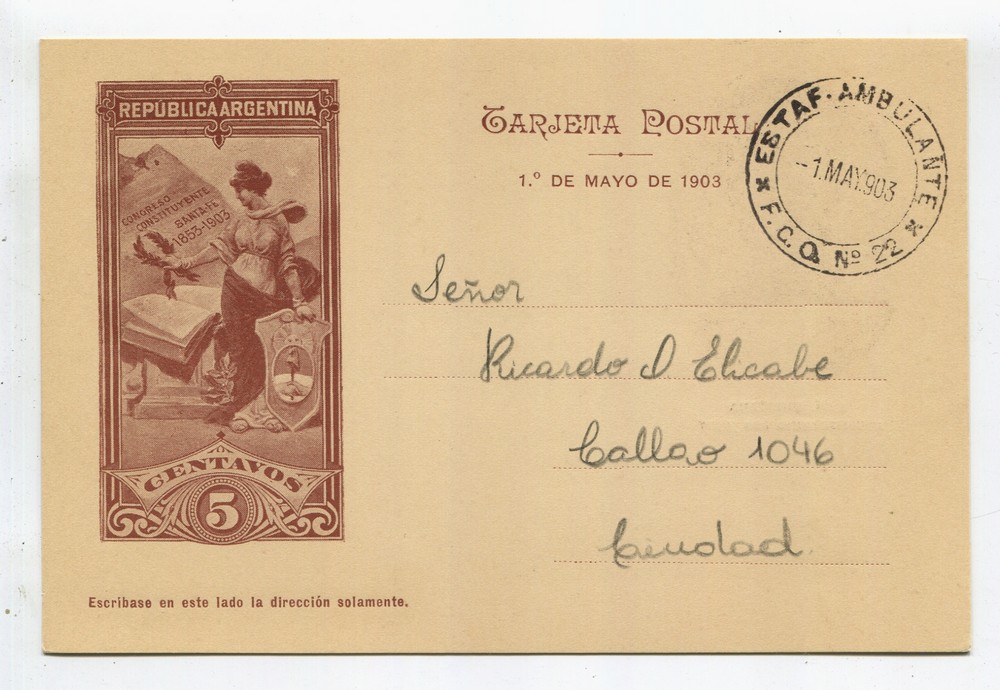 REPÚBLICA ARGENTINA
CONGRESO
CONSTITUYENTE
SANTA-FE
1853-1903
CENTAVOS
5
TARJETA POSTAL
1.º DE MAYO DE 1903
ESTAF. AMBULANTE
-1.MAY.903
F.C.O. Nº 22
Señor
Ricardo D Elicabe
Callao 1046
Ciudad
Escríbase en este lado la dirección solamente.